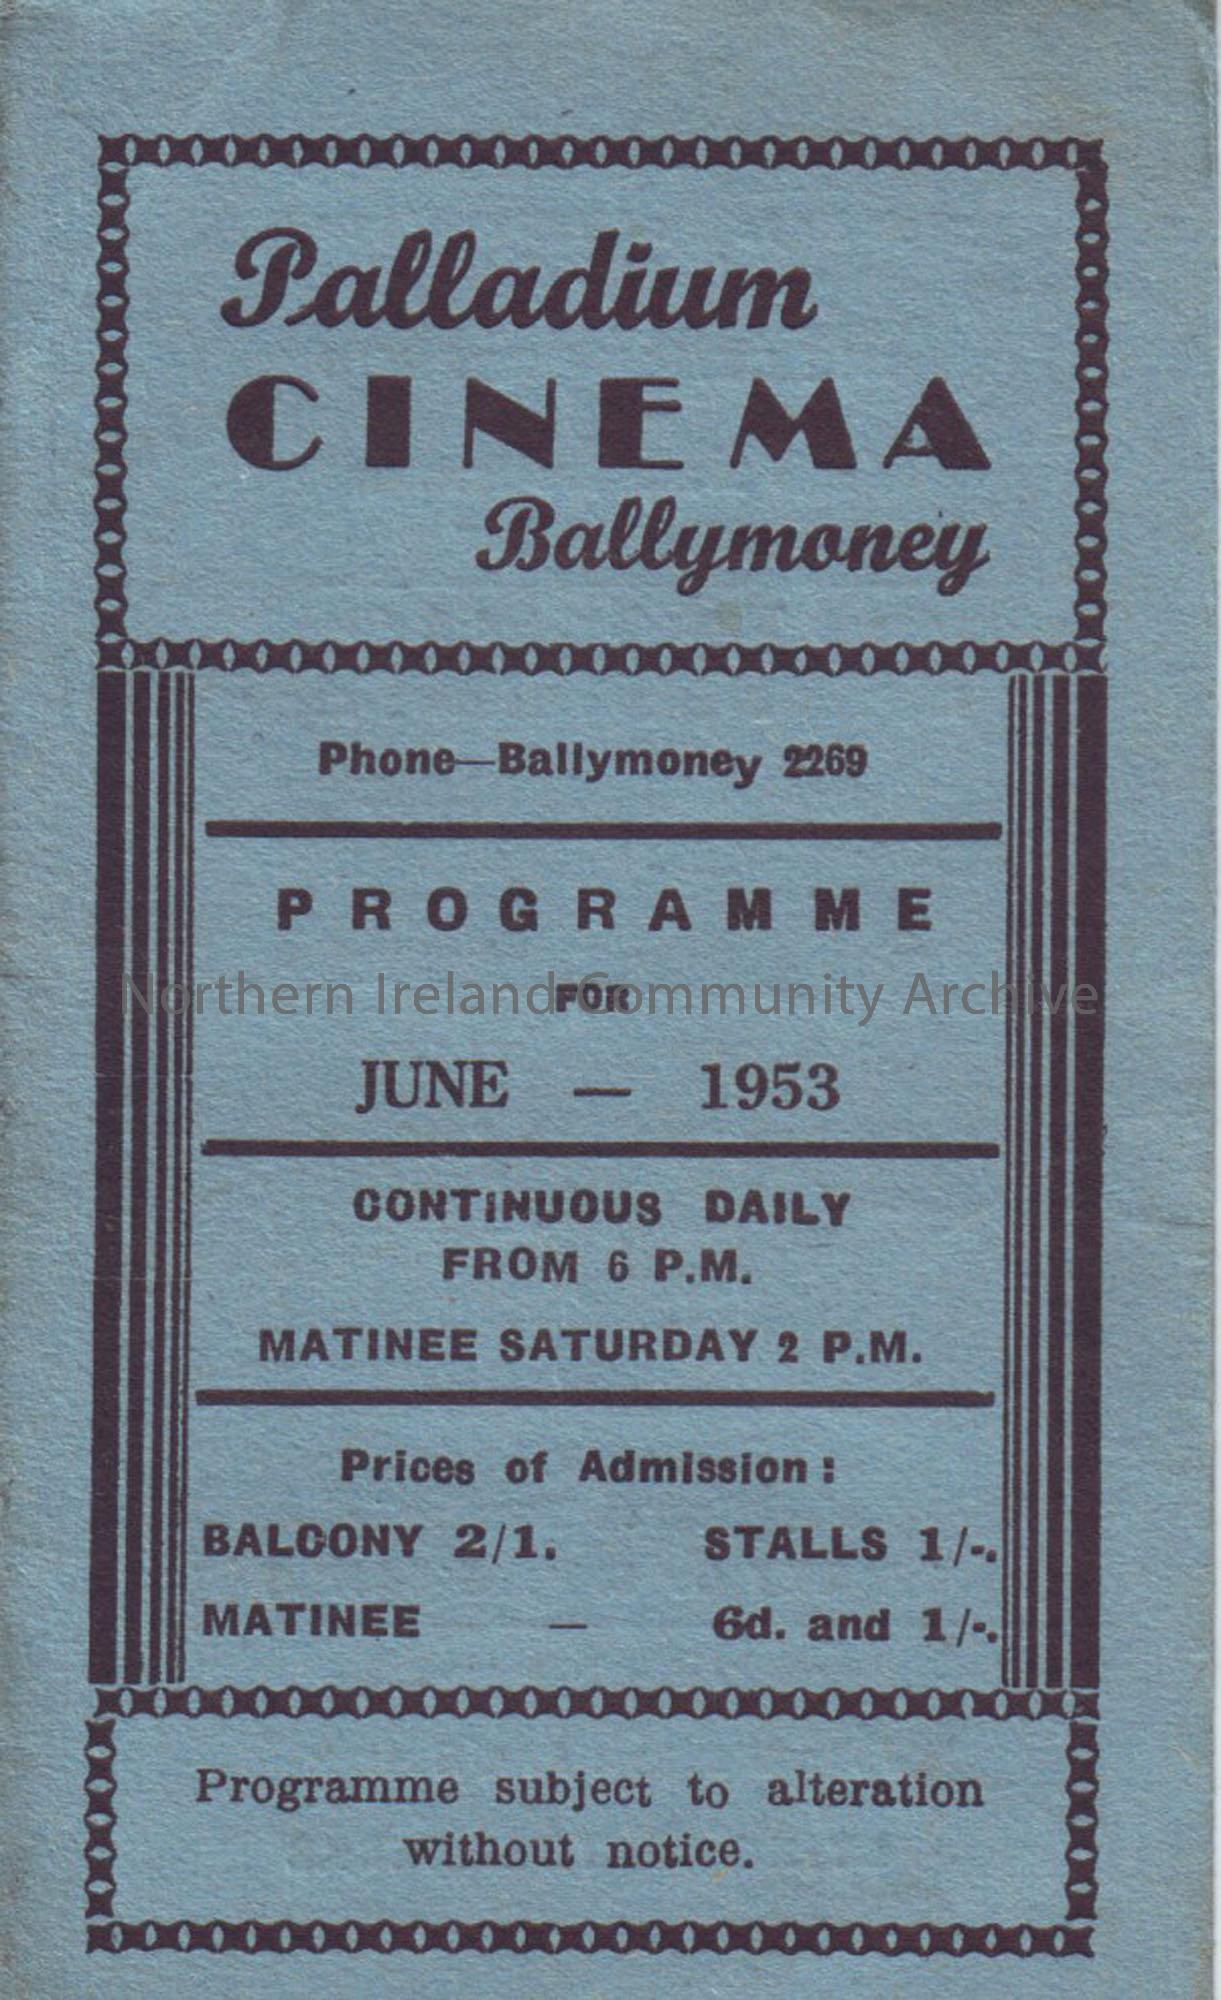 Palladium
CINEMA
Ballymoney
Phone—Ballymoney 2269
PROGRAMME
FOR
Northern Ireland Community Archive
JUNE — 1953
CONTINUOUS DAILY
FROM 6 P.M.
MATINEE SATURDAY 2 P.M.
Prices of Admission :
BALCONY 2/1. STALLS 1/-.
MATINEE — 6d. and 1/-.
Programme subject to alteration
without notice.